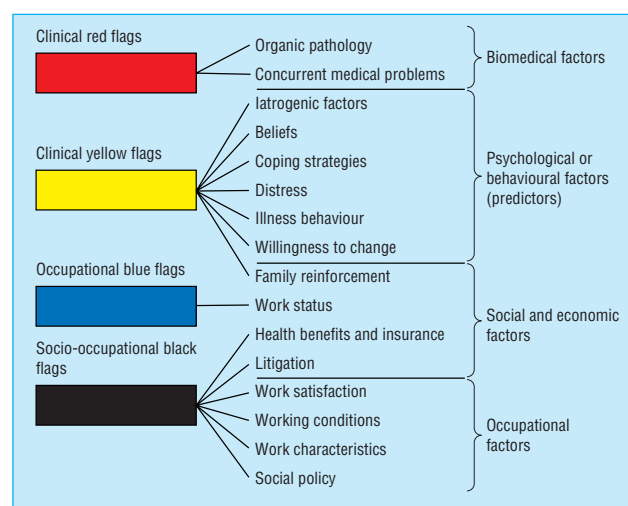 Clinical red flags
Organic pathology
Concurrent medical problems
Biomedical factors
Clinical yellow flags
Iatrogenic factors
Beliefs
Coping strategies
Distress
Illness behaviour
Willingness to change
Family reinforcement
Psychological or
behavioural factors
(predictors)
Occupational blue flags
Work status
Socio-occupational black
flags
Health benefits and insurance
Litigation
Social and economic
factors
Work satisfaction
Working conditions
Work characteristics
Social policy
Occupational
factors